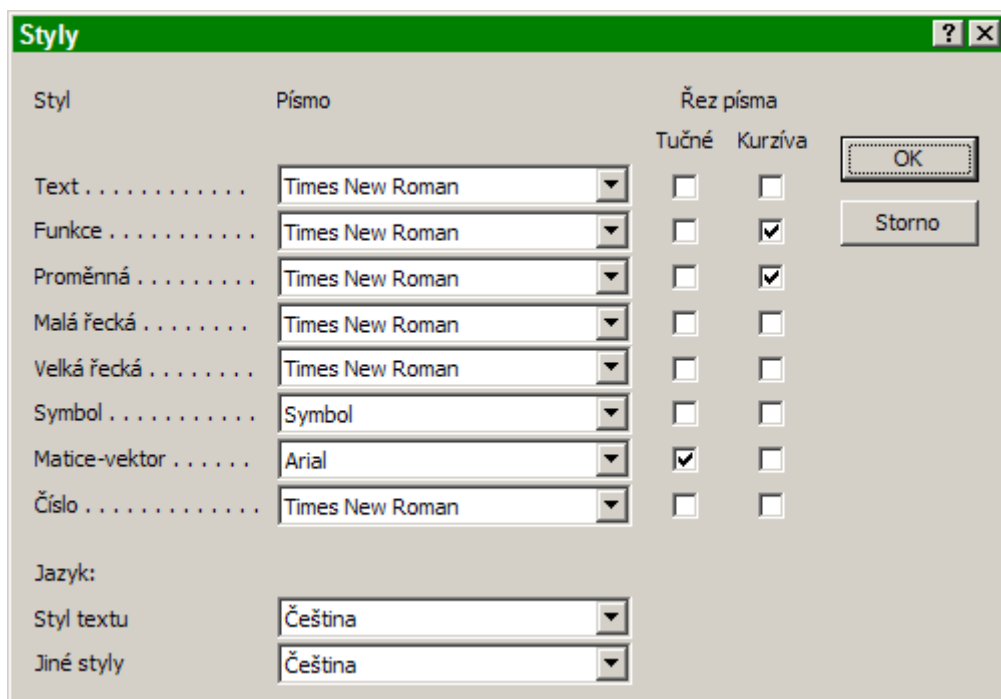 Styly
Styl Písmo Řez písma
Tučné Kurzíva
OK
Text . . . . . . . . . . . . Times New Roman
Storno
Funkce . . . . . . . . . . . Times New Roman
Proměnná . . . . . . . . . Times New Roman
Malá řecká . . . . . . . . Times New Roman
Velká řecká . . . . . . . . Times New Roman
Symbol . . . . . . . . . . . Symbol
Matice-vektor . . . . . . Arial
Číslo . . . . . . . . . . . . . Times New Roman
Jazyk:
Styl textu Čeština
Jiné styly Čeština